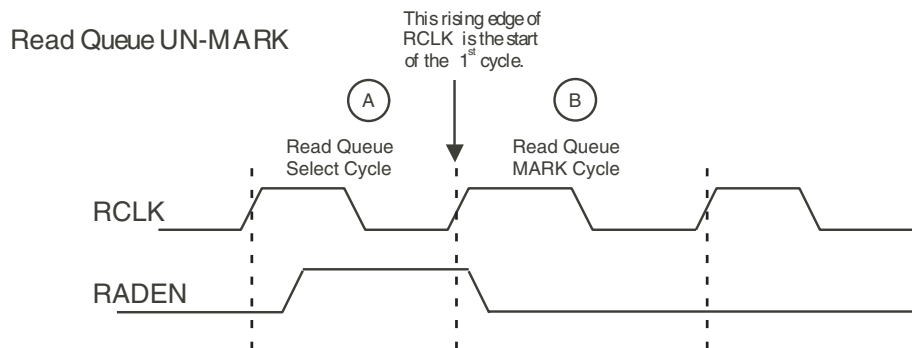 Read Queue UN-MARK
This rising edge of
RCLK is the start
of the 1st cycle.
A
B
Read Queue
Select Cycle
Read Queue
MARK Cycle
RCLK
RADEN